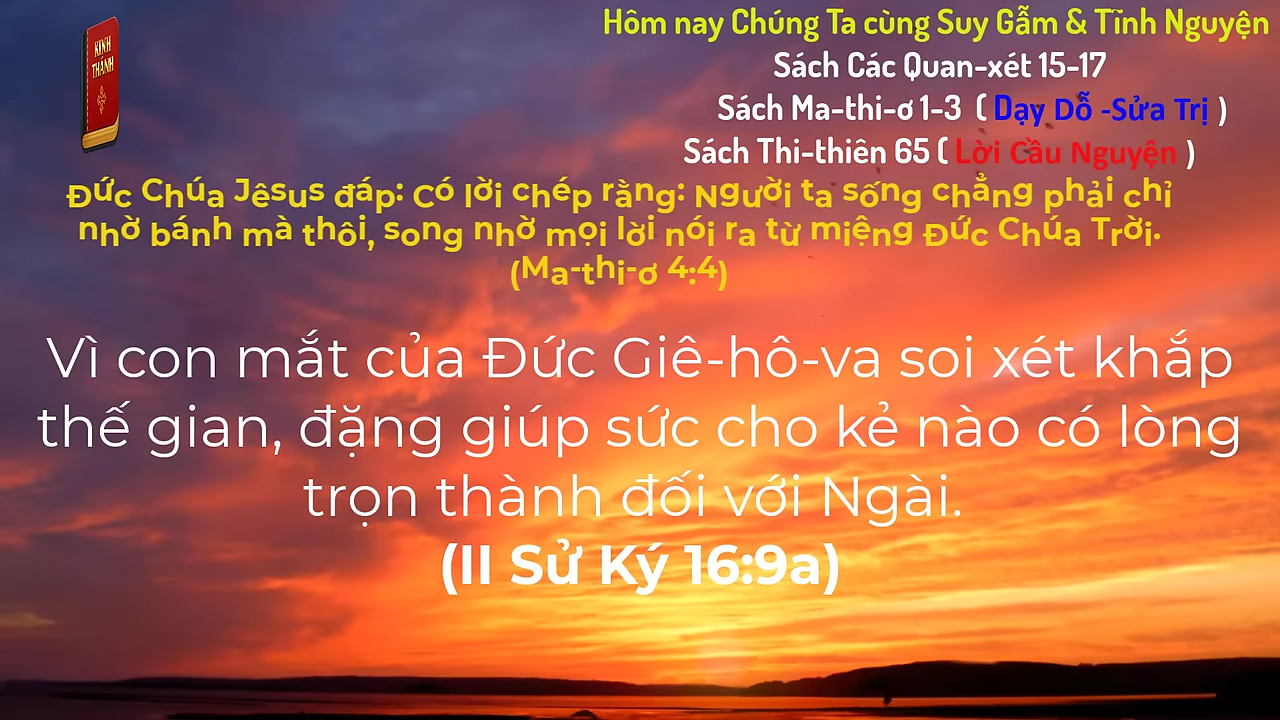 KINH
THÁNH
Hôm nay Chúng Ta cùng Suy Gẫm & Tĩnh Nguyện
Sách Các Quan-xét 15-17
Sách Ma-thi-ơ 1-3 ( Dạy Dỗ -Sửa Trị )
Sách Thi-thiên 65 ( Lời Cầu Nguyện )
Đức Chúa Jêsus đáp: Có lời chép rằng: Người ta sống chẳng phải chỉ
nhờ bánh mà thôi, song nhờ mọi lời nói ra từ miệng Đức Chúa Trời.
(Ma-thi-ơ 4:4)
Vì con mắt của Đức Giê-hô-va soi xét khắp
thế gian, đặng giúp sức cho kẻ nào có lòng
trọn thành đối với Ngài.
(II Sử Ký 16:9a)